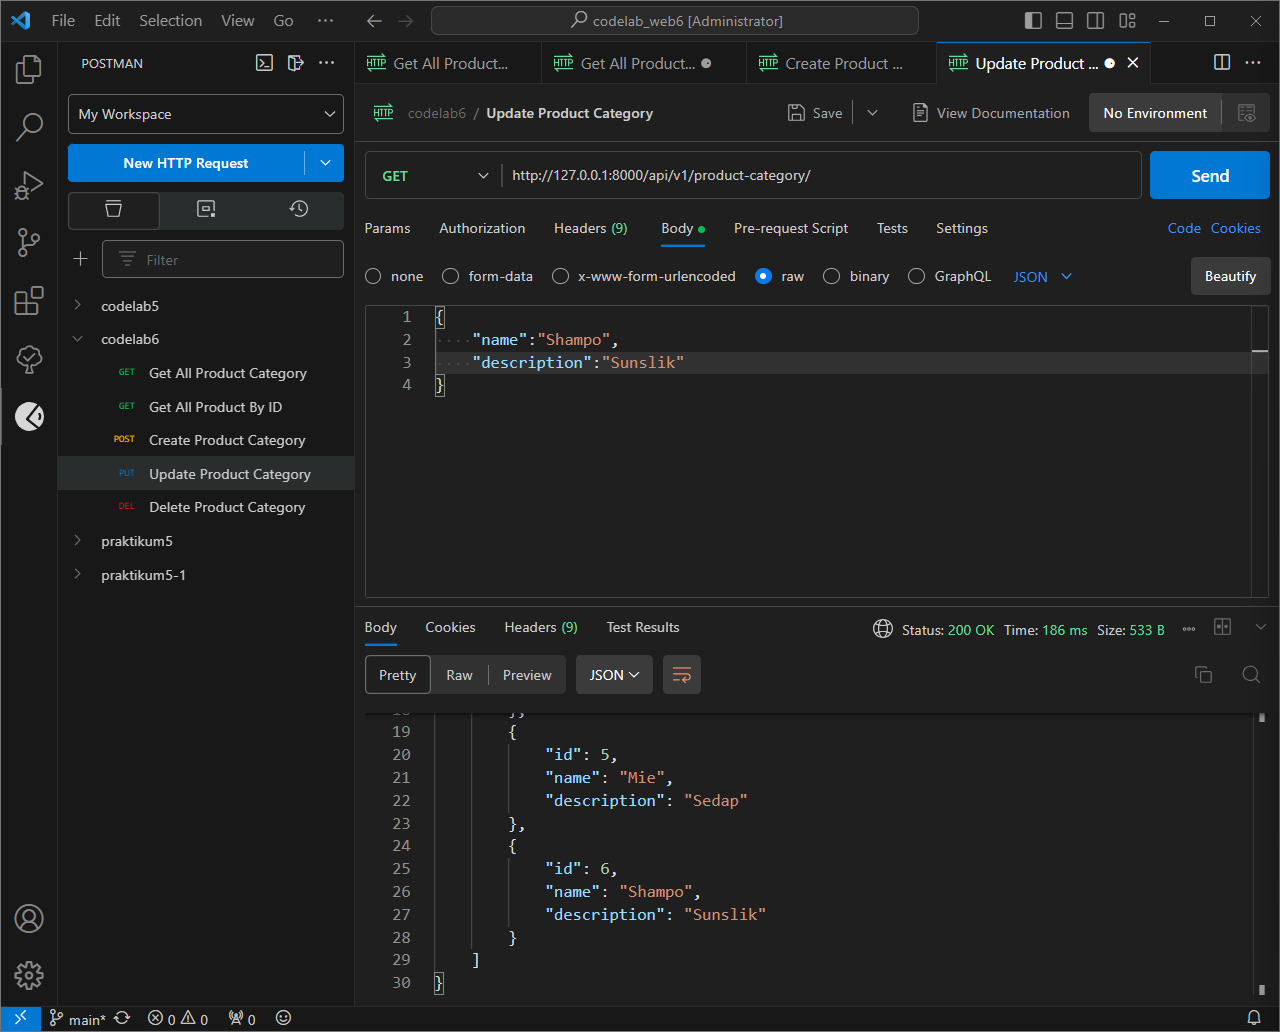 File Edit Selection View Go ··· codelab_web6 [Administrator]
POSTMAN
Get All Product... Get All Product... Create Product ... Update Product ...
My Workspace
codelab6 / Update Product Category Save View Documentation No Environment
New HTTP Request
GET http://127.0.0.1:8000/api/v1/product-category/ Send
Params Authorization Headers (9) Body Pre-request Script Tests Settings Code Cookies
Filter
none form-data x-www-form-urlencoded raw binary GraphQL JSON Beautify
codelab5
codelab6
GET Get All Product Category
GET Get All Product By ID
POST Create Product Category
PUT Update Product Category
DEL Delete Product Category
praktikum5
praktikum5-1
1 {
2 "name":"Shampo",
3 "description":"Sunslik"
4 }
Body Cookies Headers (9) Test Results Status: 200 OK Time: 186 ms Size: 533 B
Pretty Raw Preview JSON
19 {
20 "id": 5,
21 "name": "Mie",
22 "description": "Sedap"
23 },
24 {
25 "id": 6,
26 "name": "Shampo",
27 "description": "Sunslik"
28 }
29 ]
30 }
main* 0 0 0